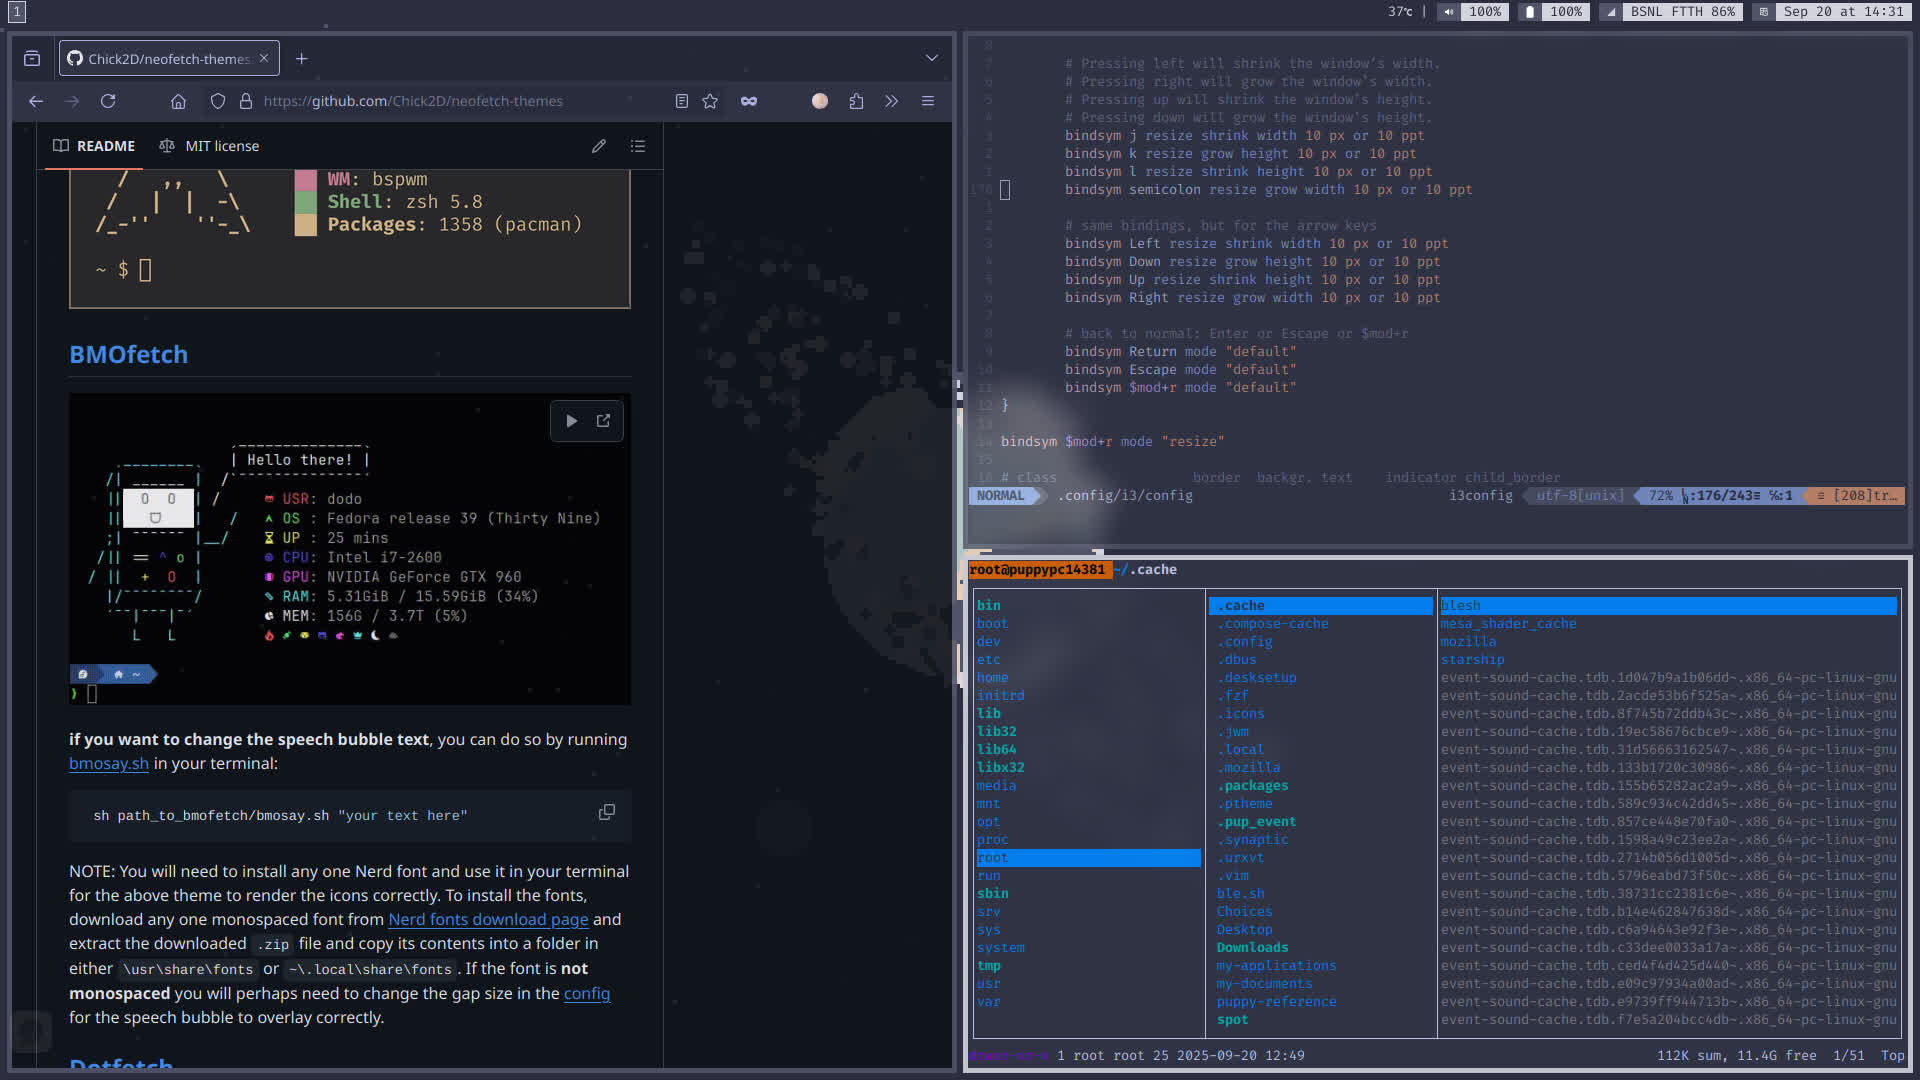 1
37℃ | 100% 100% BSNL FTTH 86% Sep 20 at 14:31
Chick2D/neofetch-themes
https://github.com/Chick2D/neofetch-themes
README MIT license
WM: bspwm
Shell: zsh 5.8
Packages: 1358 (pacman)
~ $
BMOfetch
| Hello there! |
USR: dodo
OS : Fedora release 39 (Thirty Nine)
UP : 25 mins
CPU: Intel i7-2600
GPU: NVIDIA GeForce GTX 960
RAM: 5.31GiB / 15.59GiB (34%)
MEM: 156G / 3.7T (5%)
~
if you want to change the speech bubble text, you can do so by running
bmosay.sh in your terminal:
sh path_to_bmofetch/bmosay.sh "your text here"
NOTE: You will need to install any one Nerd font and use it in your terminal
for the above theme to render the icons correctly. To install the fonts,
download any one monospaced font from Nerd fonts download page and
extract the downloaded .zip file and copy its contents into a folder in
either \usr\share\fonts or ~\.local\share\fonts. If the font is not
monospaced you will perhaps need to change the gap size in the config
for the speech bubble to overlay correctly.
Dotfetch
8
7 # Pressing left will shrink the window's width.
6 # Pressing right will grow the window's width.
5 # Pressing up will shrink the window's height.
4 # Pressing down will grow the window's height.
3 bindsym j resize shrink width 10 px or 10 ppt
2 bindsym k resize grow height 10 px or 10 ppt
1 bindsym l resize shrink height 10 px or 10 ppt
176 bindsym semicolon resize grow width 10 px or 10 ppt
1
2 # same bindings, but for the arrow keys
3 bindsym Left resize shrink width 10 px or 10 ppt
4 bindsym Down resize grow height 10 px or 10 ppt
5 bindsym Up resize shrink height 10 px or 10 ppt
6 bindsym Right resize grow width 10 px or 10 ppt
7
8 # back to normal: Enter or Escape or $mod+r
9 bindsym Return mode "default"
10 bindsym Escape mode "default"
11 bindsym $mod+r mode "default"
12 }
13
14 bindsym $mod+r mode "resize"
15
16 # class border backgr. text indicator child_border
NORMAL .config/i3/config i3config utf-8[unix] 72% :176/243≡ ℅:1 ≡ [208]tr…
root@puppypc14381 ~/.cache
bin .cache blesh
boot .compose-cache mesa_shader_cache
dev .config mozilla
etc .dbus starship
home .desksetup event-sound-cache.tdb.1d047b9a1b06dd~.x86_64-pc-linux-gnu
initrd .fzf event-sound-cache.tdb.2acde53b6f525a~.x86_64-pc-linux-gnu
lib .icons event-sound-cache.tdb.8f745b72ddb43c~.x86_64-pc-linux-gnu
lib32 .jwm event-sound-cache.tdb.19ec58676cbce9~.x86_64-pc-linux-gnu
lib64 .local event-sound-cache.tdb.31d56663162547~.x86_64-pc-linux-gnu
libx32 .mozilla event-sound-cache.tdb.133b1720c30986~.x86_64-pc-linux-gnu
media .packages event-sound-cache.tdb.155b65282ac2a9~.x86_64-pc-linux-gnu
mnt .ptheme event-sound-cache.tdb.589c934c42dd45~.x86_64-pc-linux-gnu
opt .pup_event event-sound-cache.tdb.857ce448e70fa0~.x86_64-pc-linux-gnu
proc .synaptic event-sound-cache.tdb.1598a49c23ee2a~.x86_64-pc-linux-gnu
root .urxvt event-sound-cache.tdb.2714b056d1005d~.x86_64-pc-linux-gnu
run .vim event-sound-cache.tdb.5796eabd73f50c~.x86_64-pc-linux-gnu
sbin ble.sh event-sound-cache.tdb.38731cc2381c6e~.x86_64-pc-linux-gnu
srv Choices event-sound-cache.tdb.b14e462847638d~.x86_64-pc-linux-gnu
sys Desktop event-sound-cache.tdb.c6a94643e92f3e~.x86_64-pc-linux-gnu
system Downloads event-sound-cache.tdb.c33dee0033a17a~.x86_64-pc-linux-gnu
tmp my-applications event-sound-cache.tdb.ced4f4d425d440~.x86_64-pc-linux-gnu
usr my-documents event-sound-cache.tdb.e09c97934a00ad~.x86_64-pc-linux-gnu
var puppy-reference event-sound-cache.tdb.e9739ff944713b~.x86_64-pc-linux-gnu
spot event-sound-cache.tdb.f7e5a204bcc4db~.x86_64-pc-linux-gnu
1 root root 25 2025-09-20 12:49 112K sum, 11.4G free 1/51 Top